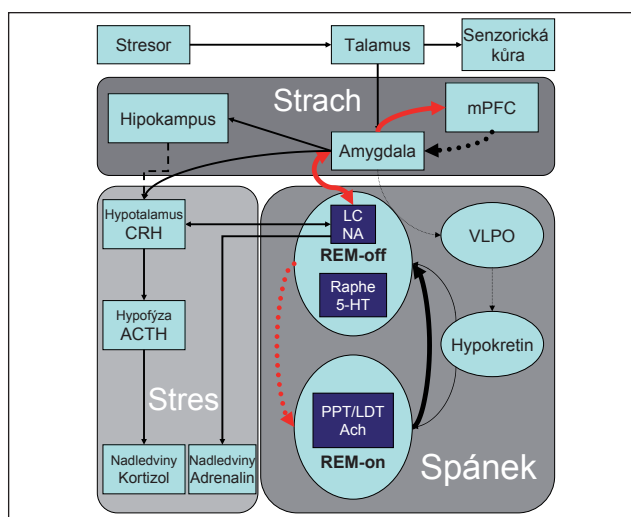 Stresor
Talamus
Senzorická
kůra
Strach
Hipokampus
mPFC
Amygdala
Hypotalamus
CRH
LC
NA
REM-off
VLPO
Raphe
5-HT
Hypofýza
ACTH
Hypokretin
Stres
PPT/LDT
Ach
REM-on
Spánek
Nadledviny
Kortizol
Nadledviny
Adrenalin